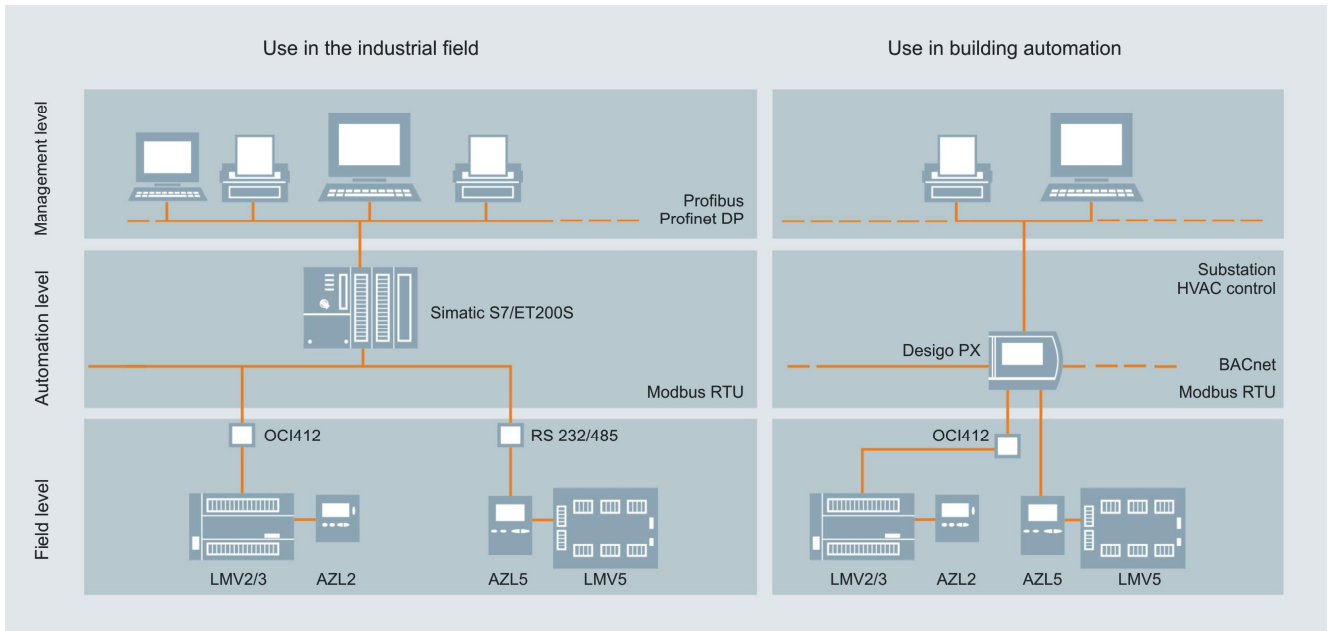 Use in the industrial field
Use in building automation
Management level
Profibus
Profinet DP
Automation level
Simatic S7/ET200S
Modbus RTU
Substation
HVAC control
Desigo PX
BACnet
Modbus RTU
Field level
OCI412
RS 232/485
LMV2/3
AZL2
AZL5
LMV5
OCI412
LMV2/3
AZL2
AZL5
LMV5